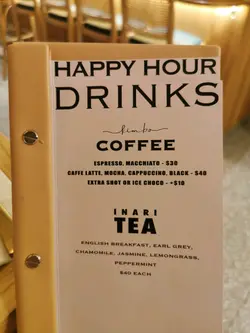 HAPPY HOUR
DRINKS
COFFEE
ESPRESSO, MACCHIATO - $30
CAFFE LATTE, MOCHA, CAPPUCCINO, BLACK - $40
EXTRA SHOT OR ICE CHOCO - +$10
INARI
TEA
ENGLISH BREAKFAST, EARL GREY,
CHAMOMILE, JASMINE, LEMONGRASS,
PEPPERMINT
$40 EACH